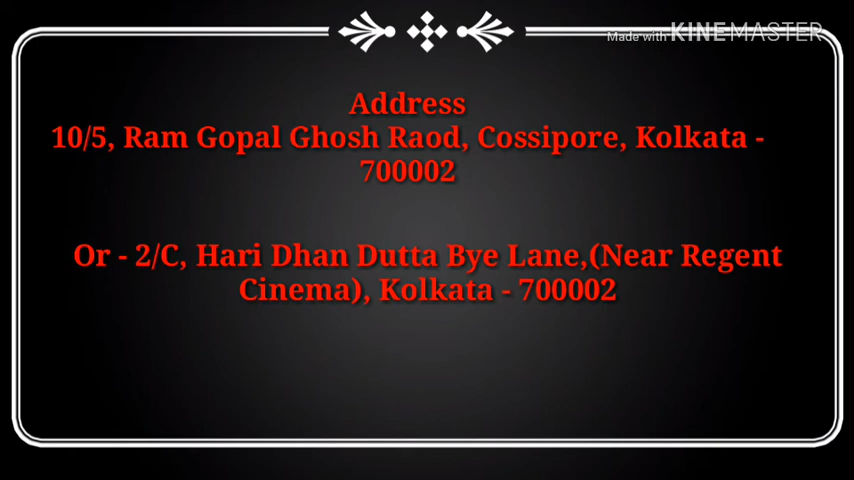 Made with KINEMASTER
Address
10/5, Ram Gopal Ghosh Raod, Cossipore, Kolkata -
700002
Or - 2/C, Hari Dhan Dutta Bye Lane,(Near Regent
Cinema), Kolkata - 700002